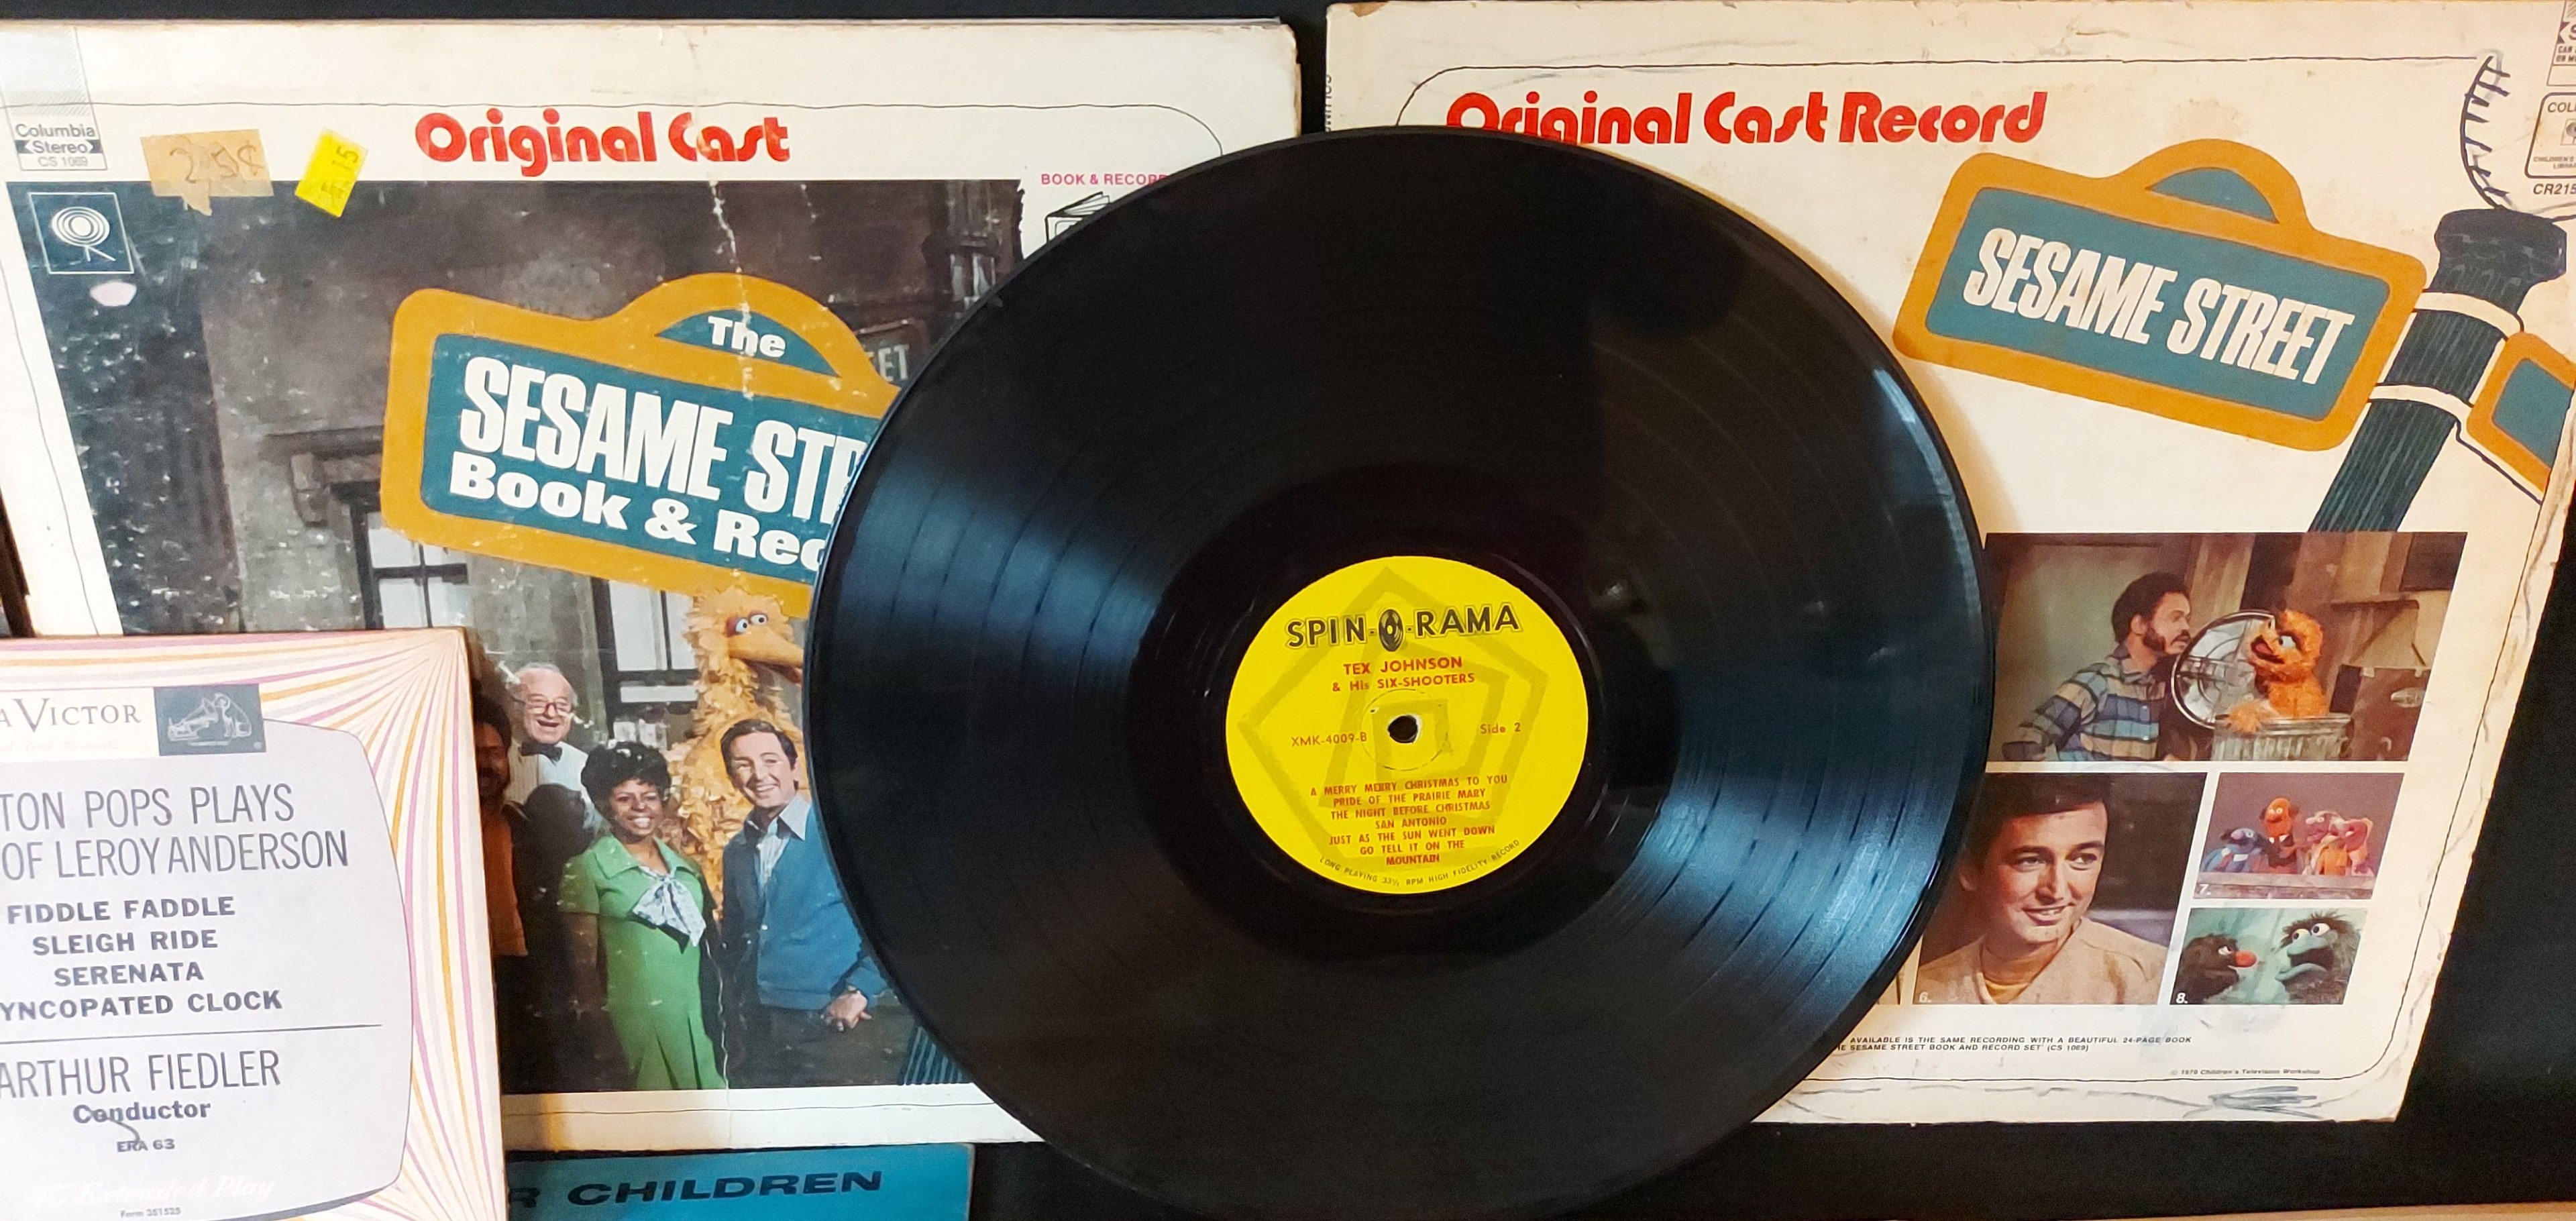 Columbia
Stereo
CS 1069
25¢
Original Cast
BOOK & RECORD
The
SESAME STR
Book & Rec
EET
Original Cast Record
CR215
SESAME STREET
7.
6.
8.
AVAILABLE IS THE SAME RECORDING WITH A BEAUTIFUL 24-PAGE BOOK
E SESAME STREET BOOK AND RECORD SET' (CS 1069)
© 1970 Children's Television Workshop
SPIN-O-RAMA
TEX JOHNSON
& His SIX-SHOOTERS
XMK-4009-B
Side 2
A MERRY MERRY CHRISTMAS TO YOU
PRIDE OF THE PRAIRIE MARY
THE NIGHT BEFORE CHRISTMAS
SAN ANTONIO
JUST AS THE SUN WENT DOWN
GO TELL IT ON THE
MOUNTAIN
LONG PLAYING 33⅓ RPM HIGH FIDELITY RECORD
A VICTOR
TON POPS PLAYS
OF LEROY ANDERSON
FIDDLE FADDLE
SLEIGH RIDE
SERENATA
YNCOPATED CLOCK
ARTHUR FIEDLER
Conductor
ERA 63
45 Extended Play
Form 351525
R CHILDREN